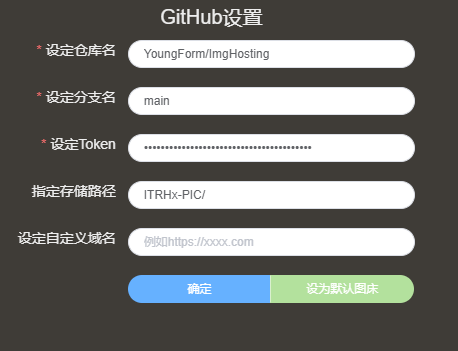 GitHub设置
* 设定仓库名 YoungForm/ImgHosting
* 设定分支名 main
* 设定Token ••••••••••••••••••••••••••••••••••••••••
指定存储路径 ITRHx-PIC/
设定自定义域名 例如https://xxxx.com
确定 设为默认图床